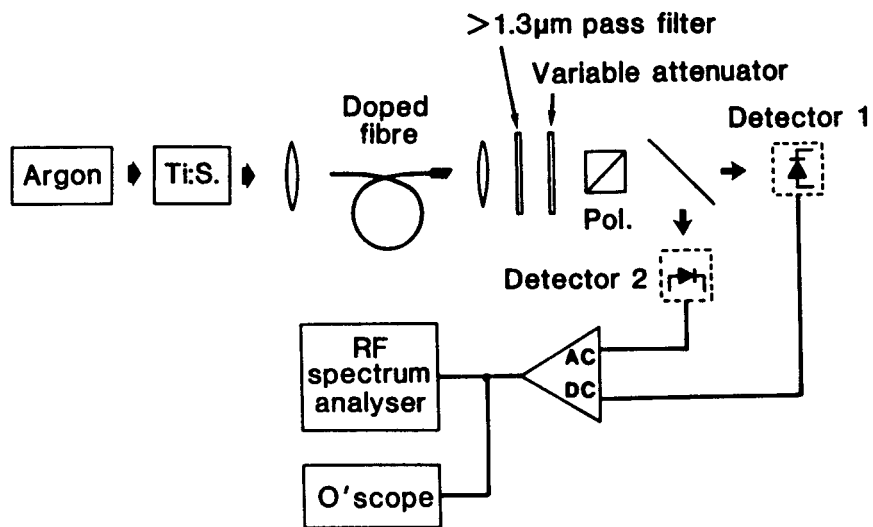 >1.3µm pass filter
Variable attenuator
Doped
fibre
Detector 1
Argon
Ti:S.
Pol.
Detector 2
RF
spectrum
analyser
AC
DC
O'scope